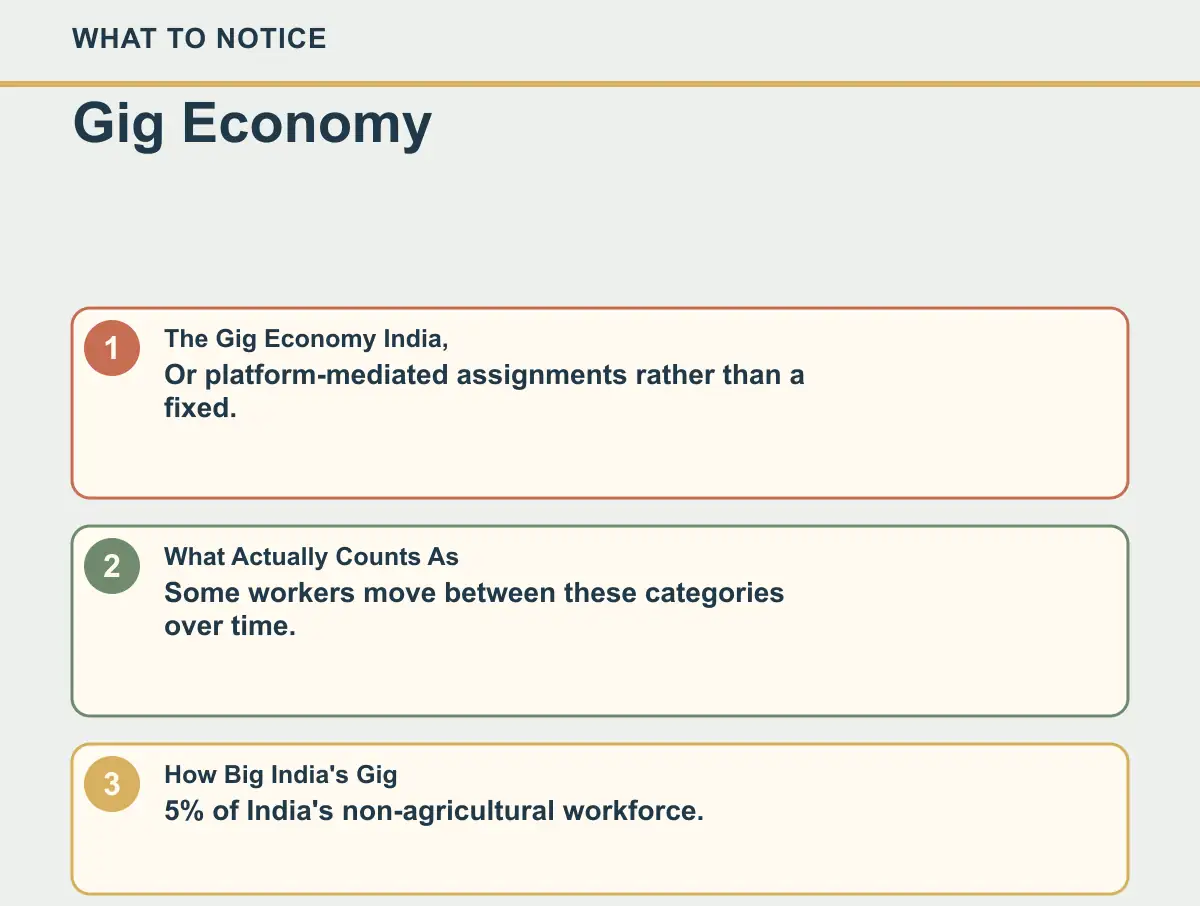 WHAT TO NOTICE
Gig Economy
1
The Gig Economy India,
Or platform-mediated assignments rather than a
fixed.
2
What Actually Counts As
Some workers move between these categories
over time.
3
How Big India's Gig
5% of India's non-agricultural workforce.